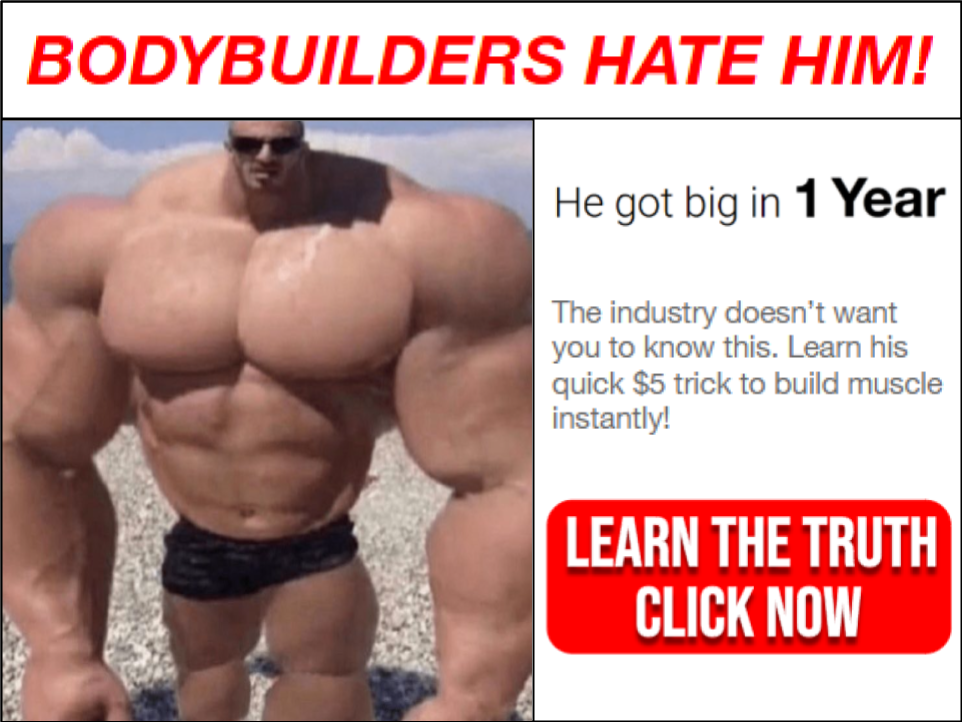 BODYBUILDERS HATE HIM!
He got big in 1 Year
The industry doesn't want
you to know this. Learn his
quick $5 trick to build muscle
instantly!
LEARN THE TRUTH
CLICK NOW